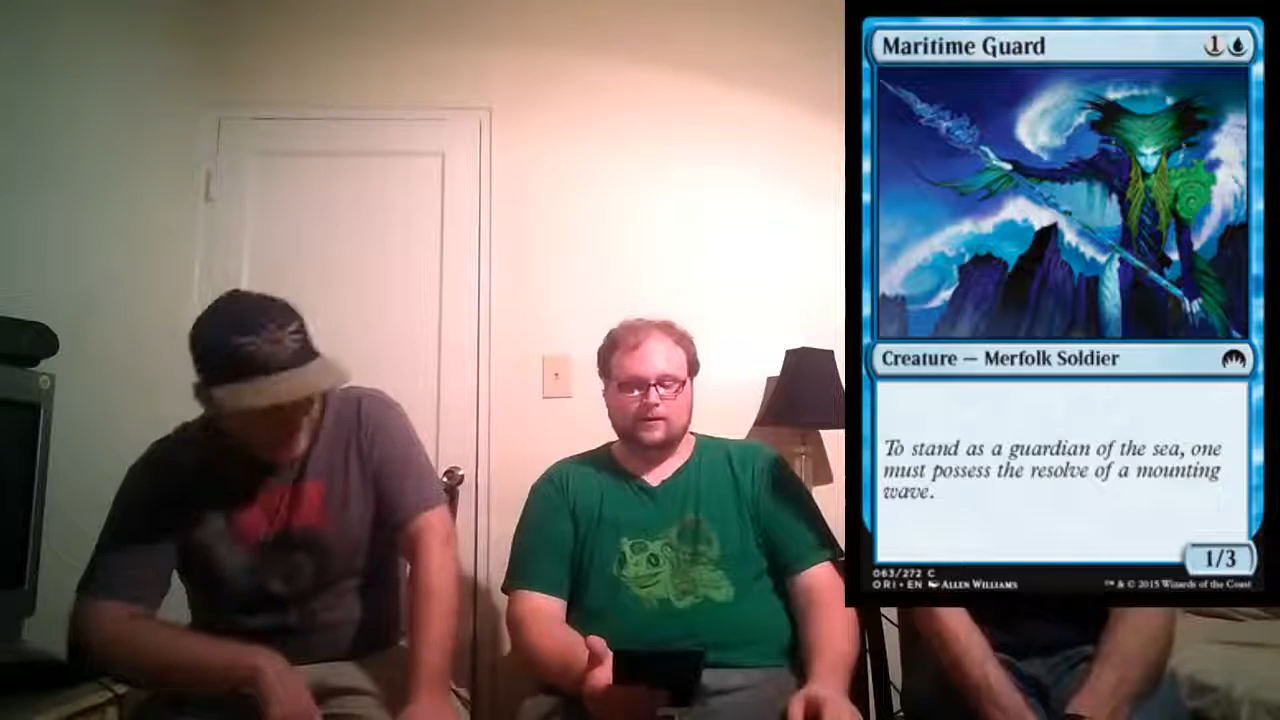 Maritime Guard 1
Creature — Merfolk Soldier
To stand as a guardian of the sea, one
must possess the resolve of a mounting
wave.
1/3
063/272 C
ORI • EN ALLEN WILLIAMS ™ & © 2015 Wizards of the Coast